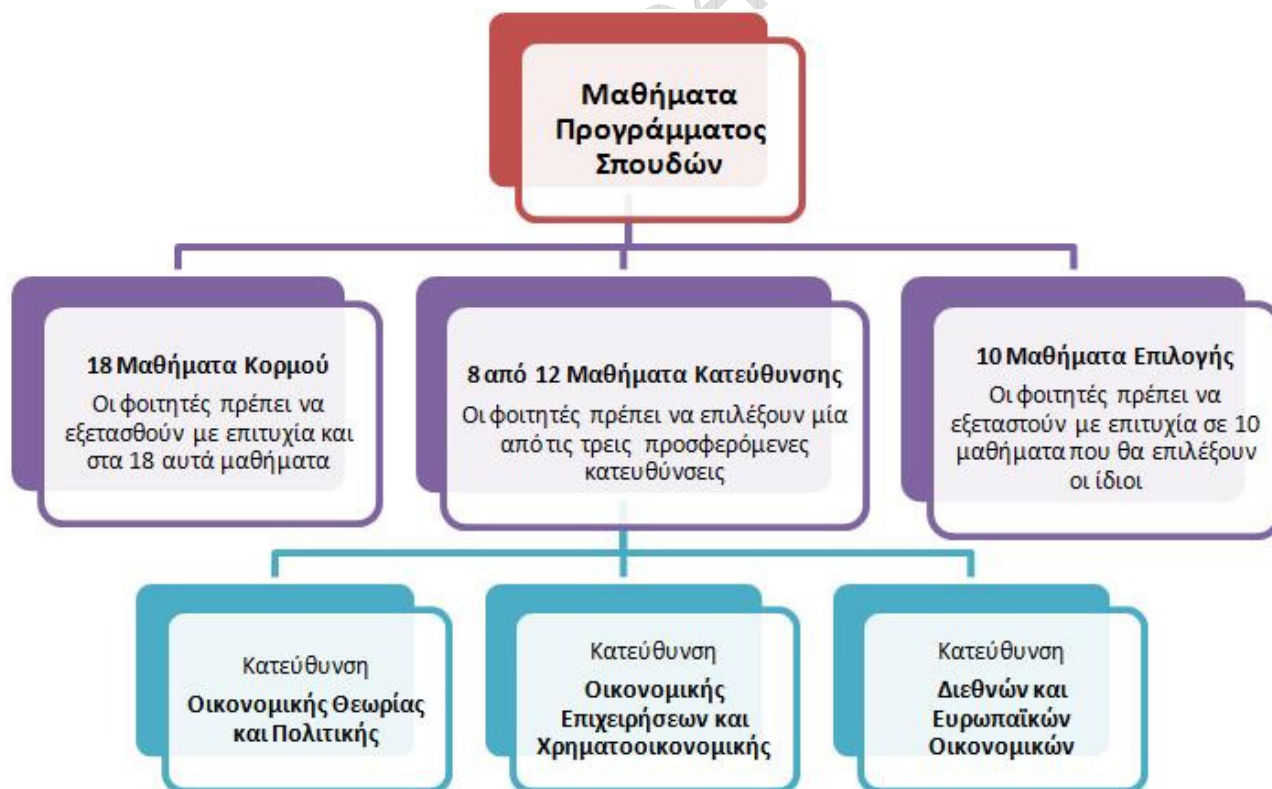 Μαθήματα
Προγράμματος
Σπουδών
18 Μαθήματα Κορμού
Οι φοιτητές πρέπει να
εξετασθούν με επιτυχία και
στα 18 αυτά μαθήματα
8 από 12 Μαθήματα Κατεύθυνσης
Οι φοιτητές πρέπει να επιλέξουν μία
από τις τρεις προσφερόμενες
κατευθύνσεις
10 Μαθήματα Επιλογής
Οι φοιτητές πρέπει να
εξεταστούν με επιτυχία σε 10
μαθήματα που θα επιλέξουν
οι ίδιοι
Κατεύθυνση
Οικονομικής Θεωρίας
και Πολιτικής
Κατεύθυνση
Οικονομικής
Επιχειρήσεων και
Χρηματοοικονομικής
Κατεύθυνση
Διεθνών και
Ευρωπαϊκών
Οικονομικών